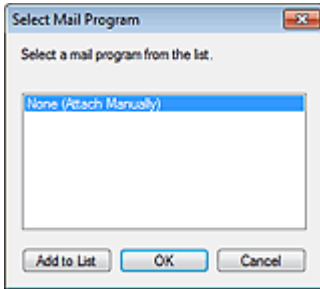 Select Mail Program
Select a mail program from the list.
None (Attach Manually)
Add to List
OK
Cancel